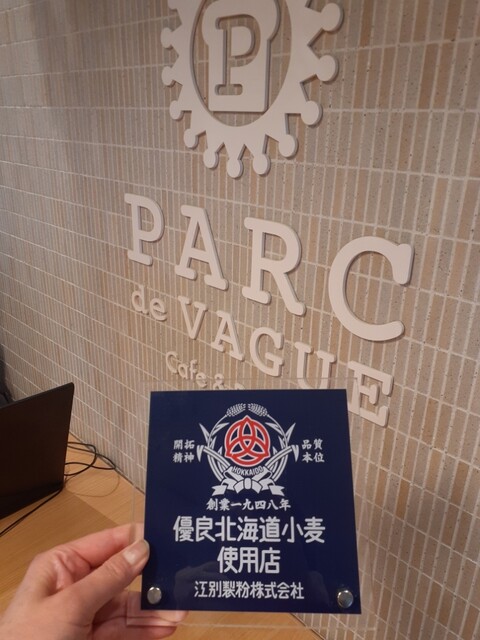 P
PARC
de VAGUE
Cafe &
開拓
精神
品質
本位
HOKKAIDO
創業一九四八年
優良北海道小麦
使用店
江別製粉株式会社